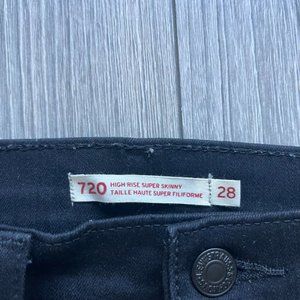 720 HIGH RISE SUPER SKINNY
TAILLE HAUTE SUPER FILIFORME
28